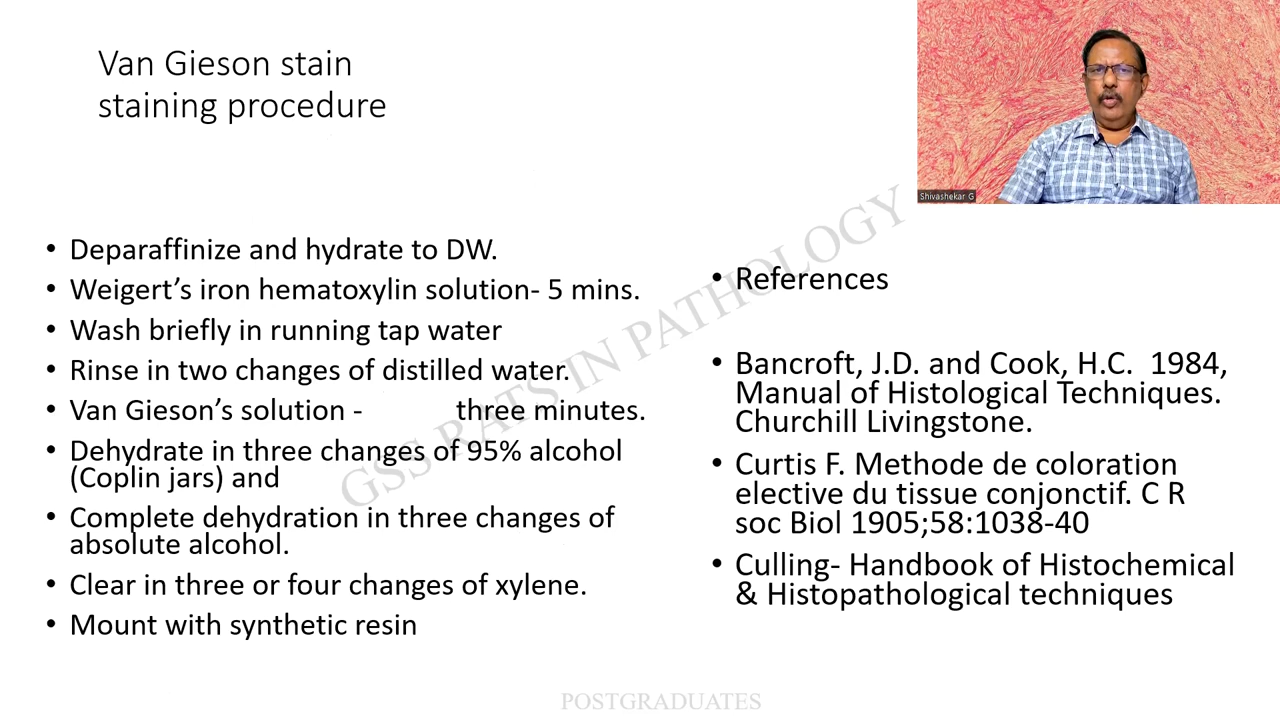 Van Gieson stain
staining procedure
Shivashekar G
• Deparaffinize and hydrate to DW.
• Weigert’s iron hematoxylin solution- 5 mins.
• Wash briefly in running tap water
• Rinse in two changes of distilled water.
• Van Gieson’s solution - three minutes.
• Dehydrate in three changes of 95% alcohol
(Coplin jars) and
• Complete dehydration in three changes of
absolute alcohol.
• Clear in three or four changes of xylene.
• Mount with synthetic resin
• References
• Bancroft, J.D. and Cook, H.C. 1984,
Manual of Histological Techniques.
Churchill Livingstone.
• Curtis F. Methode de coloration
elective du tissue conjonctif. C R
soc Biol 1905;58:1038-40
• Culling- Handbook of Histochemical
& Histopathological techniques
GSS RATS IN PATHOLOGY
POSTGRADUATES